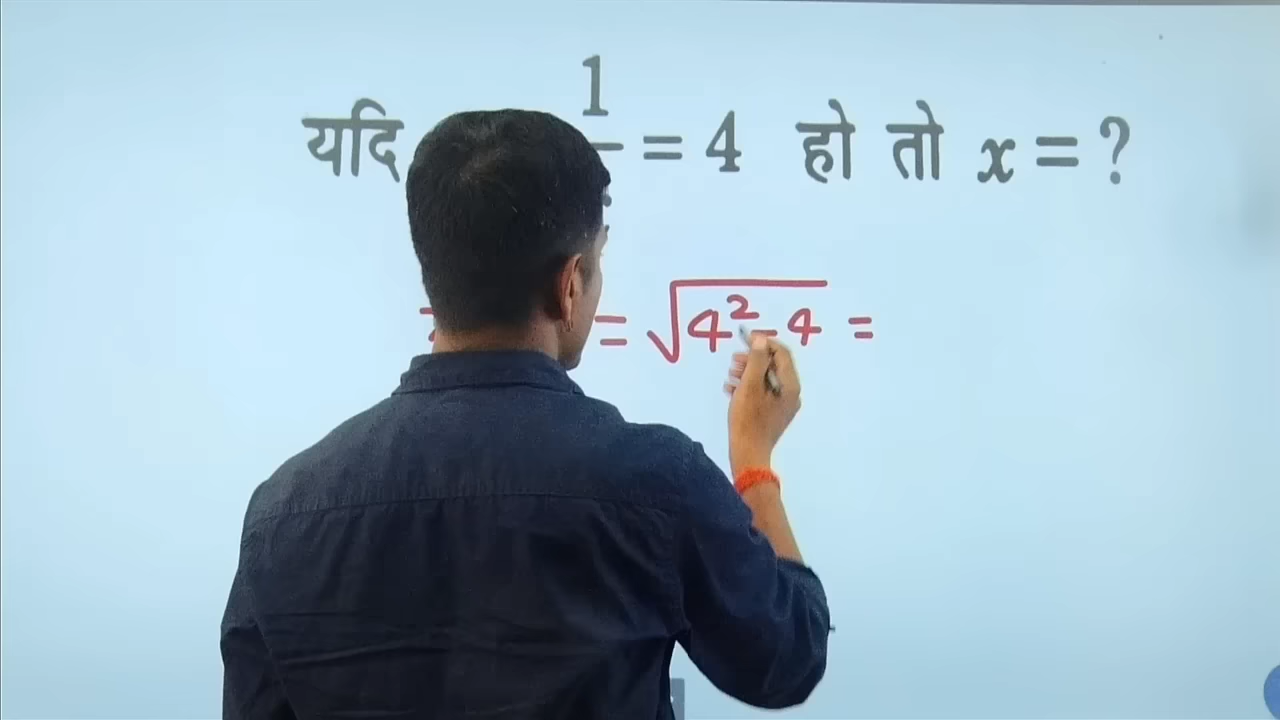 यदि 1 = 4 हो तो x = ?
= √4² - 4 =